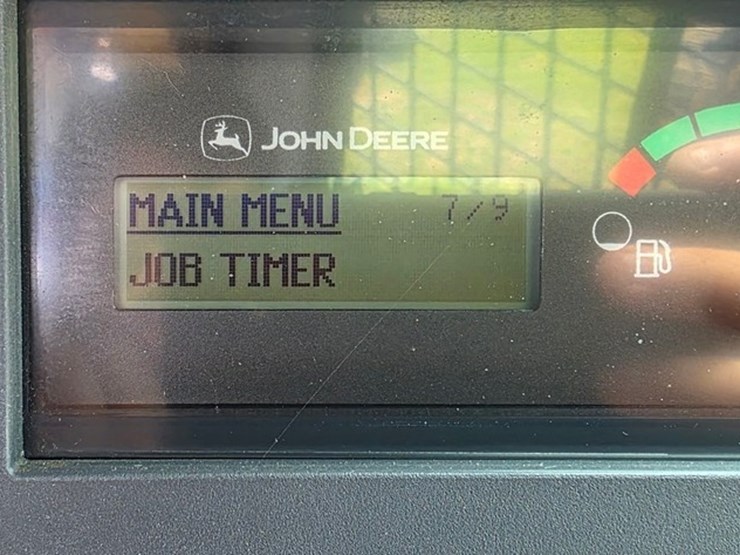 JOHN DEERE
MAIN MENU 7/9
JOB TIMER